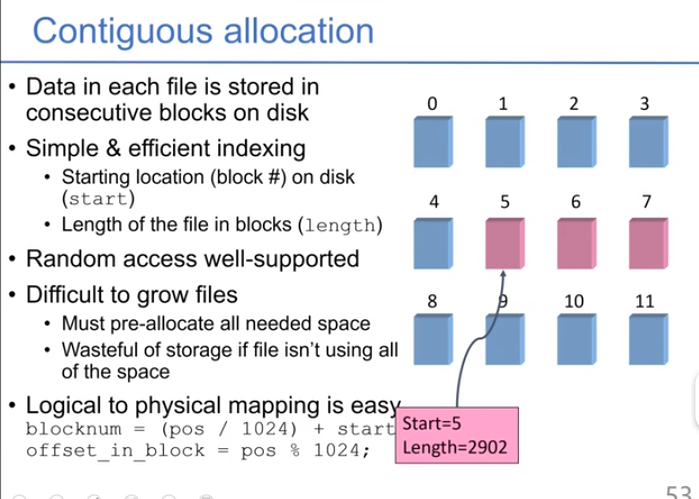 Contiguous allocation
• Data in each file is stored in
consecutive blocks on disk
• Simple & efficient indexing
• Starting location (block #) on disk
(start)
• Length of the file in blocks (length)
• Random access well-supported
• Difficult to grow files
• Must pre-allocate all needed space
• Wasteful of storage if file isn't using all
of the space
• Logical to physical mapping is easy
blocknum = (pos / 1024) + start
offset_in_block = pos % 1024;
0 1 2 3
4 5 6 7
8 9 10 11
Start=5
Length=2902
53